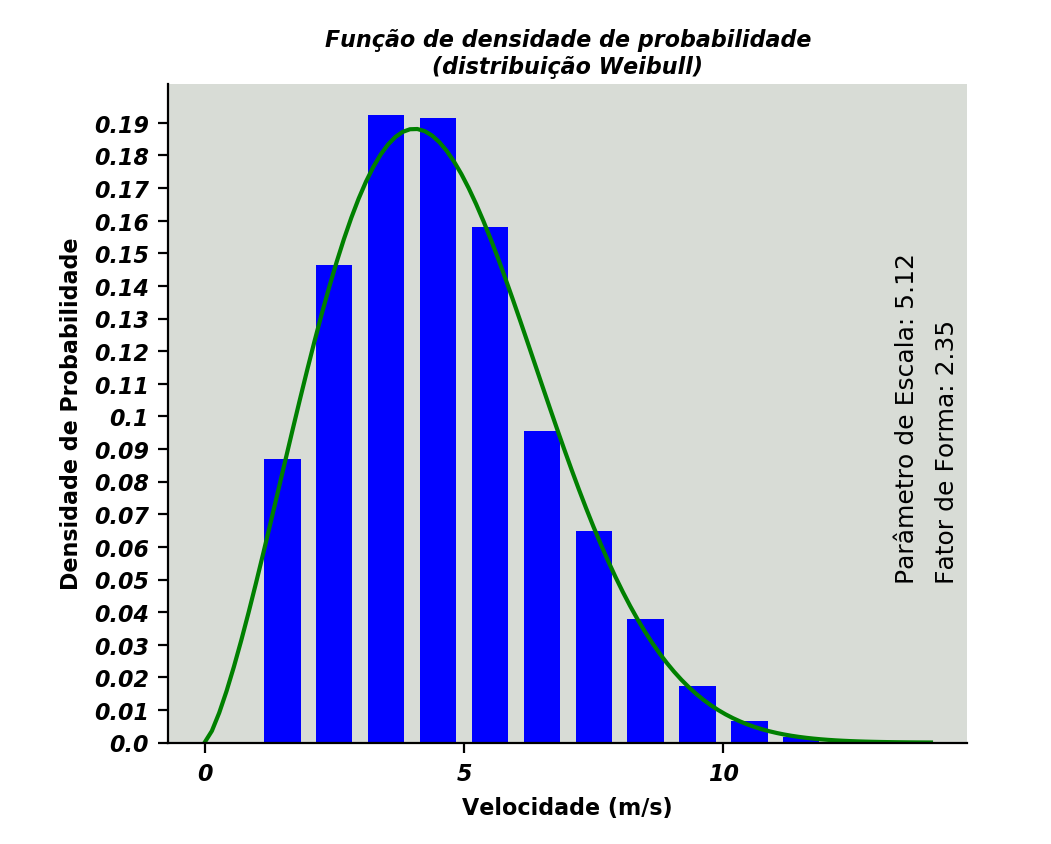 Função de densidade de probabilidade
(distribuição Weibull)
Densidade de Probabilidade
0.19
0.18
0.17
0.16
0.15
0.14
0.13
0.12
0.11
0.1
0.09
0.08
0.07
0.06
0.05
0.04
0.03
0.02
0.01
0.0
0 5 10
Velocidade (m/s)
Parâmetro de Escala: 5.12
Fator de Forma: 2.35